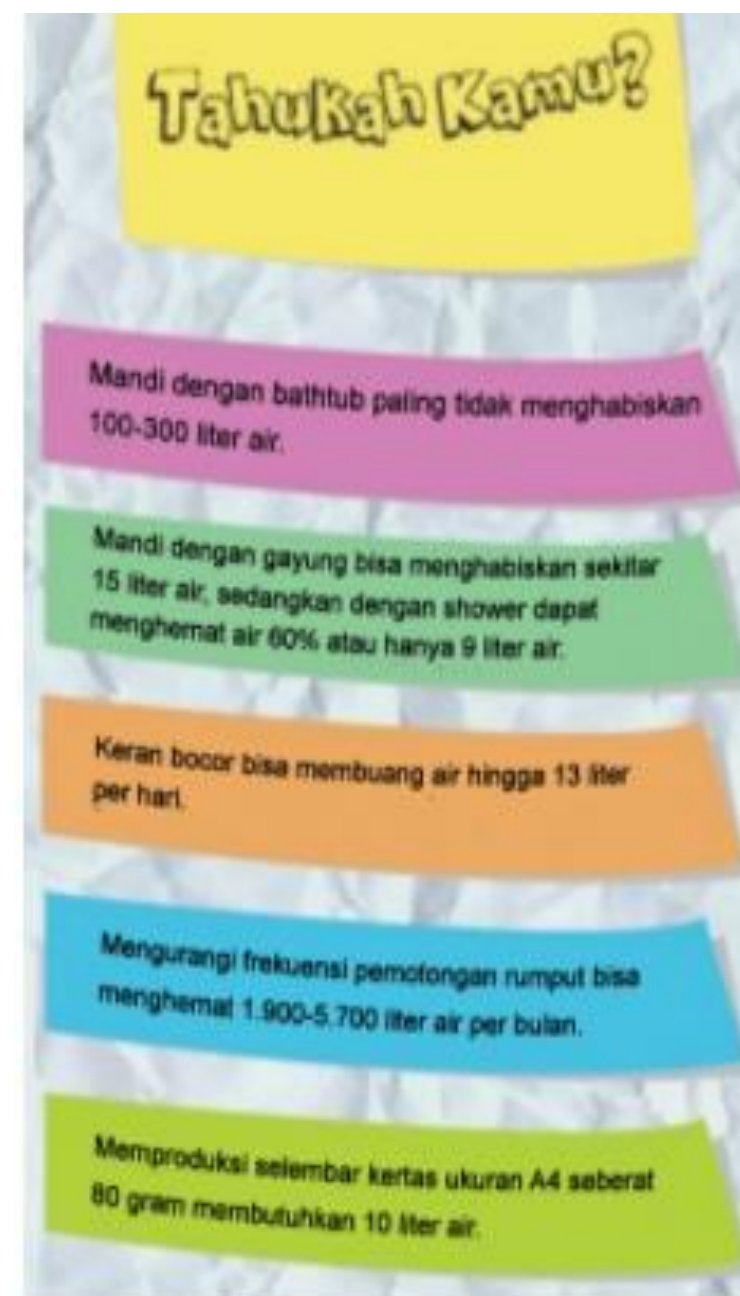 Tahukah Kamu?
Mandi dengan bathtub paling tidak menghabiskan
100-300 liter air.
Mandi dengan gayung bisa menghabiskan sekitar
15 liter air, sedangkan dengan shower dapat
menghemat air 60% atau hanya 9 liter air.
Keran bocor bisa membuang air hingga 13 liter
per hari.
Mengurangi frekuensi pemotongan rumput bisa
menghemat 1.900-5.700 liter air per bulan.
Memproduksi selembar kertas ukuran A4 seberat
80 gram membutuhkan 10 liter air.